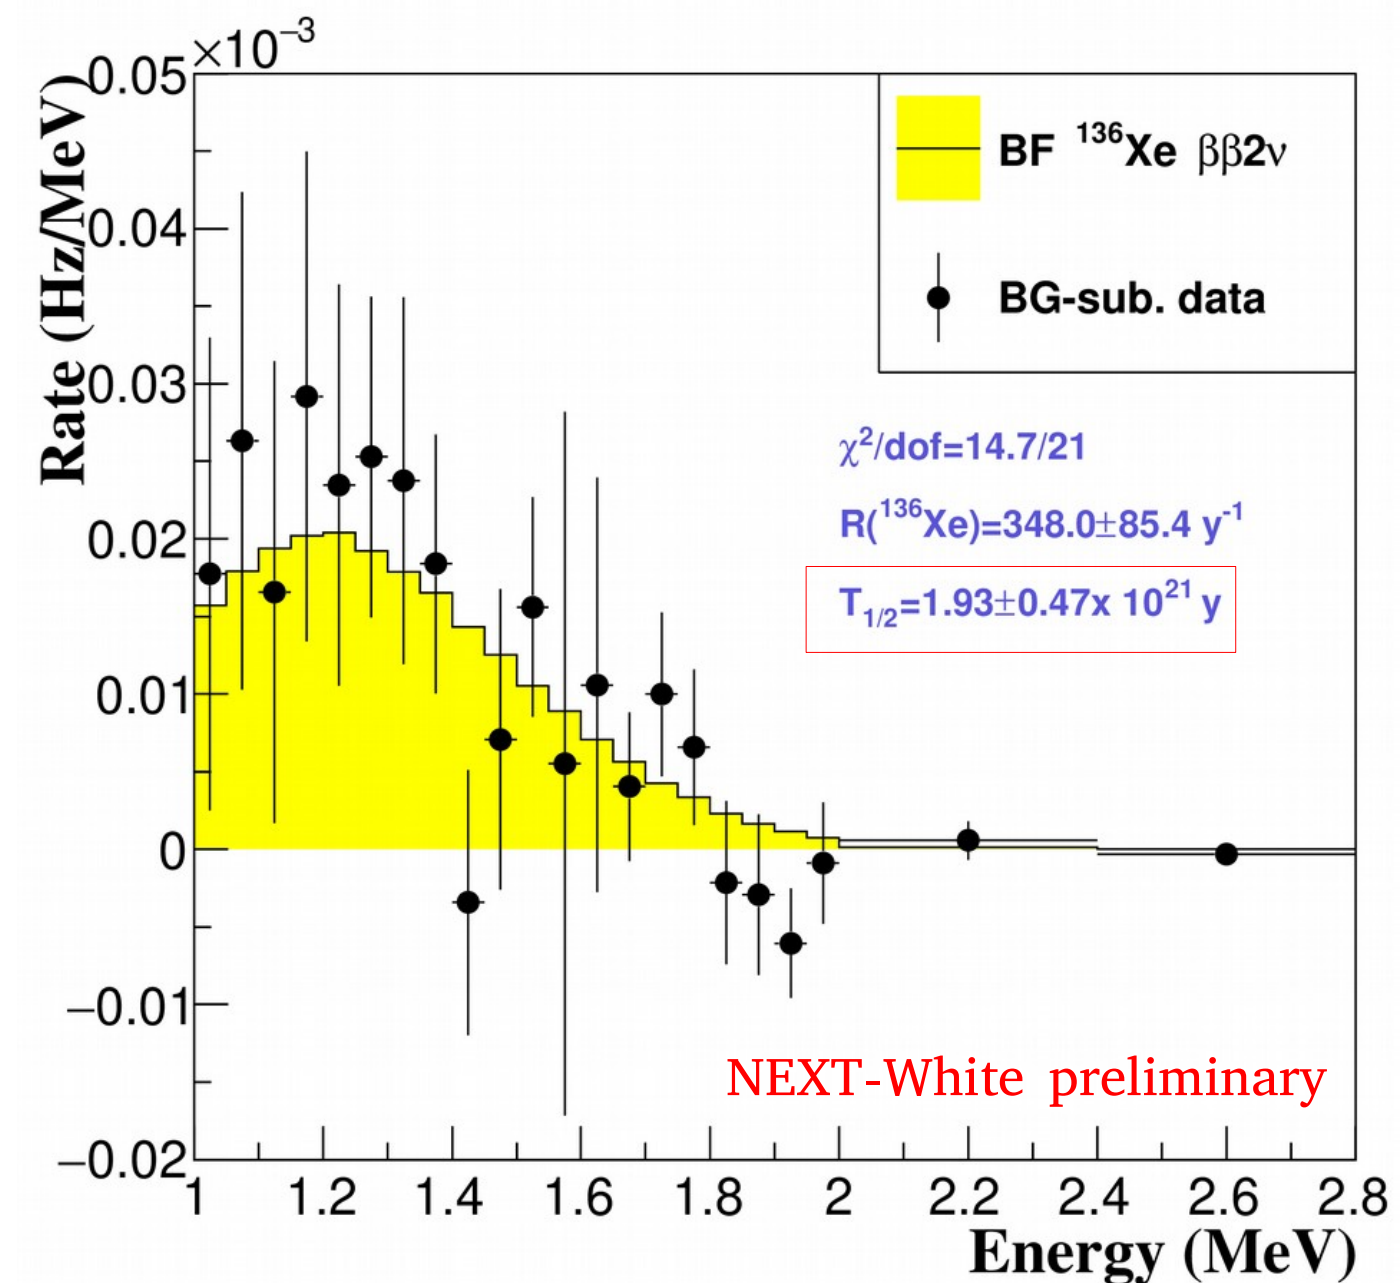 ×10⁻³
Rate (Hz/MeV)
0.05
0.04
0.03
0.02
0.01
0
−0.01
−0.02
BF ¹³⁶Xe ββ2ν
BG-sub. data
χ²/dof=14.7/21
R(¹³⁶Xe)=348.0±85.4 y⁻¹
T₁/₂=1.93±0.47x 10²¹ y
NEXT-White preliminary
1 1.2 1.4 1.6 1.8 2 2.2 2.4 2.6 2.8
Energy (MeV)